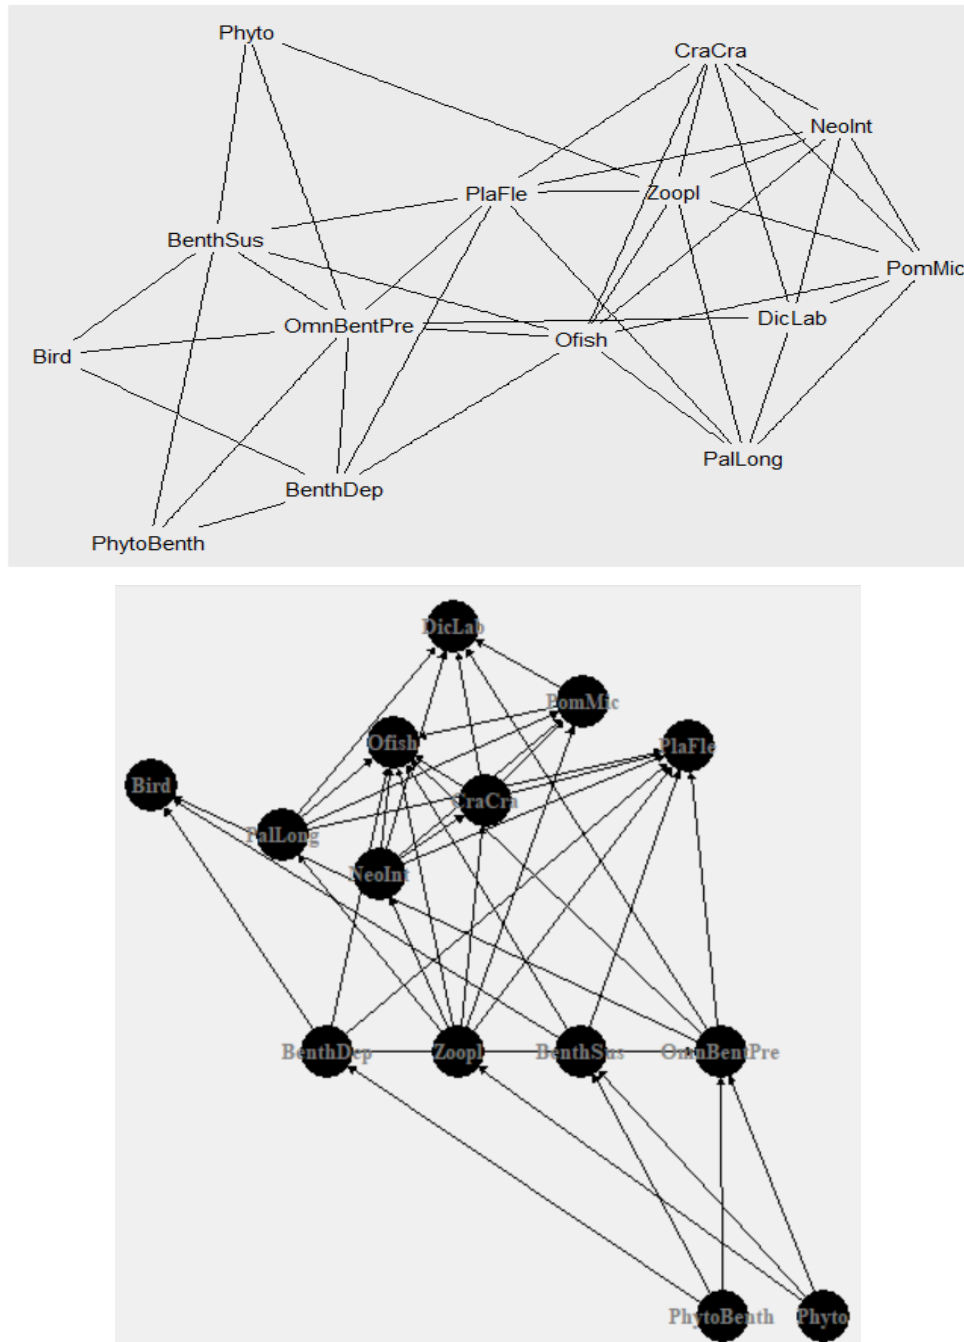 Phyto
CraCra
NeoInt
PlaFle
Zoopl
BenthSus
PomMic
OmnBentPre
DicLab
Ofish
Bird
PalLong
BenthDep
PhytoBenth
DicLab
PomMic
Ofish
PlaFle
Bird
CraCra
PalLong
NeoInt
BenthDep
Zoopl
BenthSus
OmnBentPre
PhytoBenth
Phyto